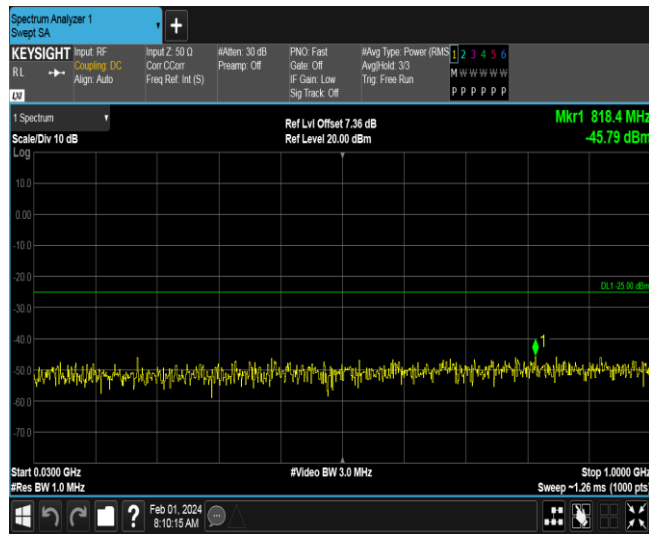 Spectrum Analyzer 1
Swept SA
+
KEYSIGHT
RL
LXI
Input: RF
Coupling: DC
Align: Auto
Input Z: 50 Ω
Corr CCorr
Freq Ref: Int (S)
#Atten: 30 dB
Preamp: Off
PNO: Fast
Gate: Off
IF Gain: Low
Sig Track: Off
#Avg Type: Power (RMS
Avg|Hold: 3/3
Trig: Free Run
1 2 3 4 5 6
M W W W W W
P P P P P P
1 Spectrum
Scale/Div 10 dB
Log
Ref Lvl Offset 7.36 dB
Ref Level 20.00 dBm
Mkr1 818.4 MHz
-45.79 dBm
10.0
0.00
-10.0
-20.0
-30.0
-40.0
-50.0
-60.0
-70.0
DL1 -25.00 dBm
1
Start 0.0300 GHz
#Res BW 1.0 MHz
#Video BW 3.0 MHz
Stop 1.0000 GHz
Sweep ~1.26 ms (1000 pts)
?
Feb 01, 2024
8:10:15 AM